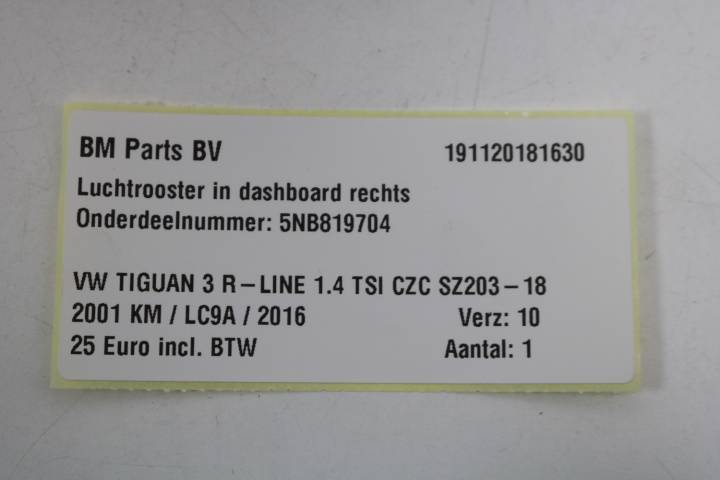 BM Parts BV 191120181630
Luchtrooster in dashboard rechts
Onderdeelnummer: 5NB819704
VW TIGUAN 3 R-LINE 1.4 TSI CZC SZ203-18
2001 KM / LC9A / 2016 Verz: 10
25 Euro incl. BTW Aantal: 1